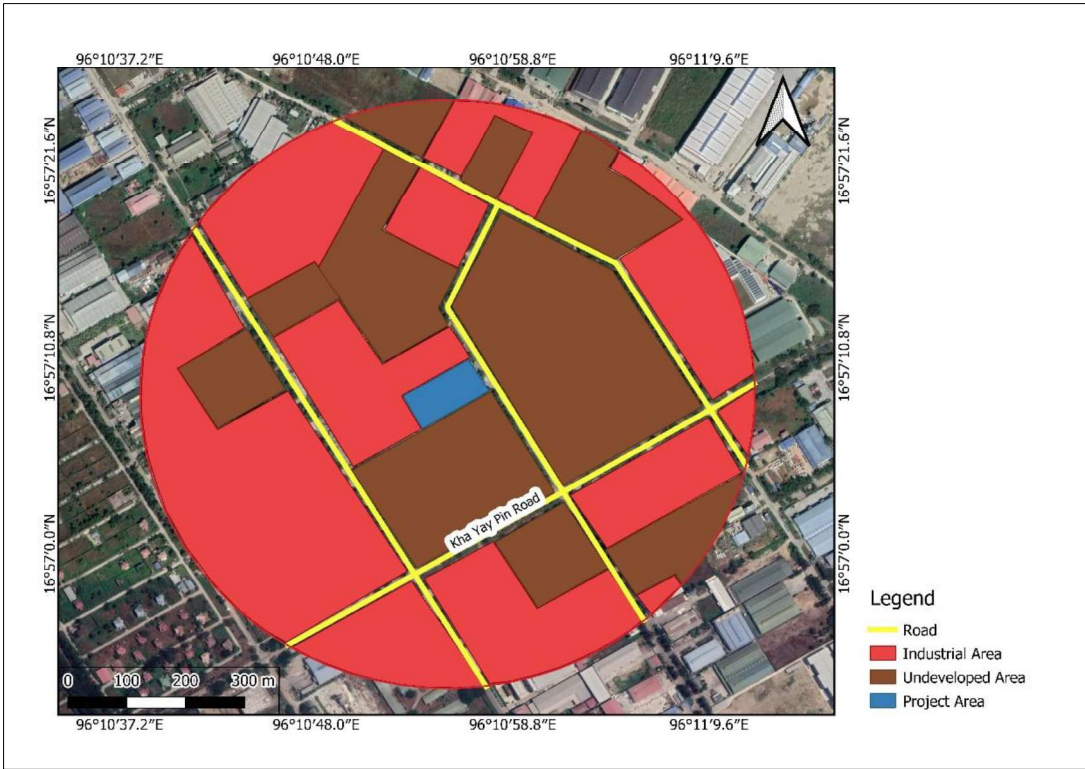 96°10′37.2″E 96°10′48.0″E 96°10′58.8″E 96°11′9.6″E
16°57′21.6″N 16°57′21.6″N
16°57′10.8″N 16°57′10.8″N
Kha Yay Pin Road
16°57′0.0″N 16°57′0.0″N
Legend
Road
Industrial Area
Undeveloped Area
Project Area
0 100 200 300 m
96°10′37.2″E 96°10′48.0″E 96°10′58.8″E 96°11′9.6″E